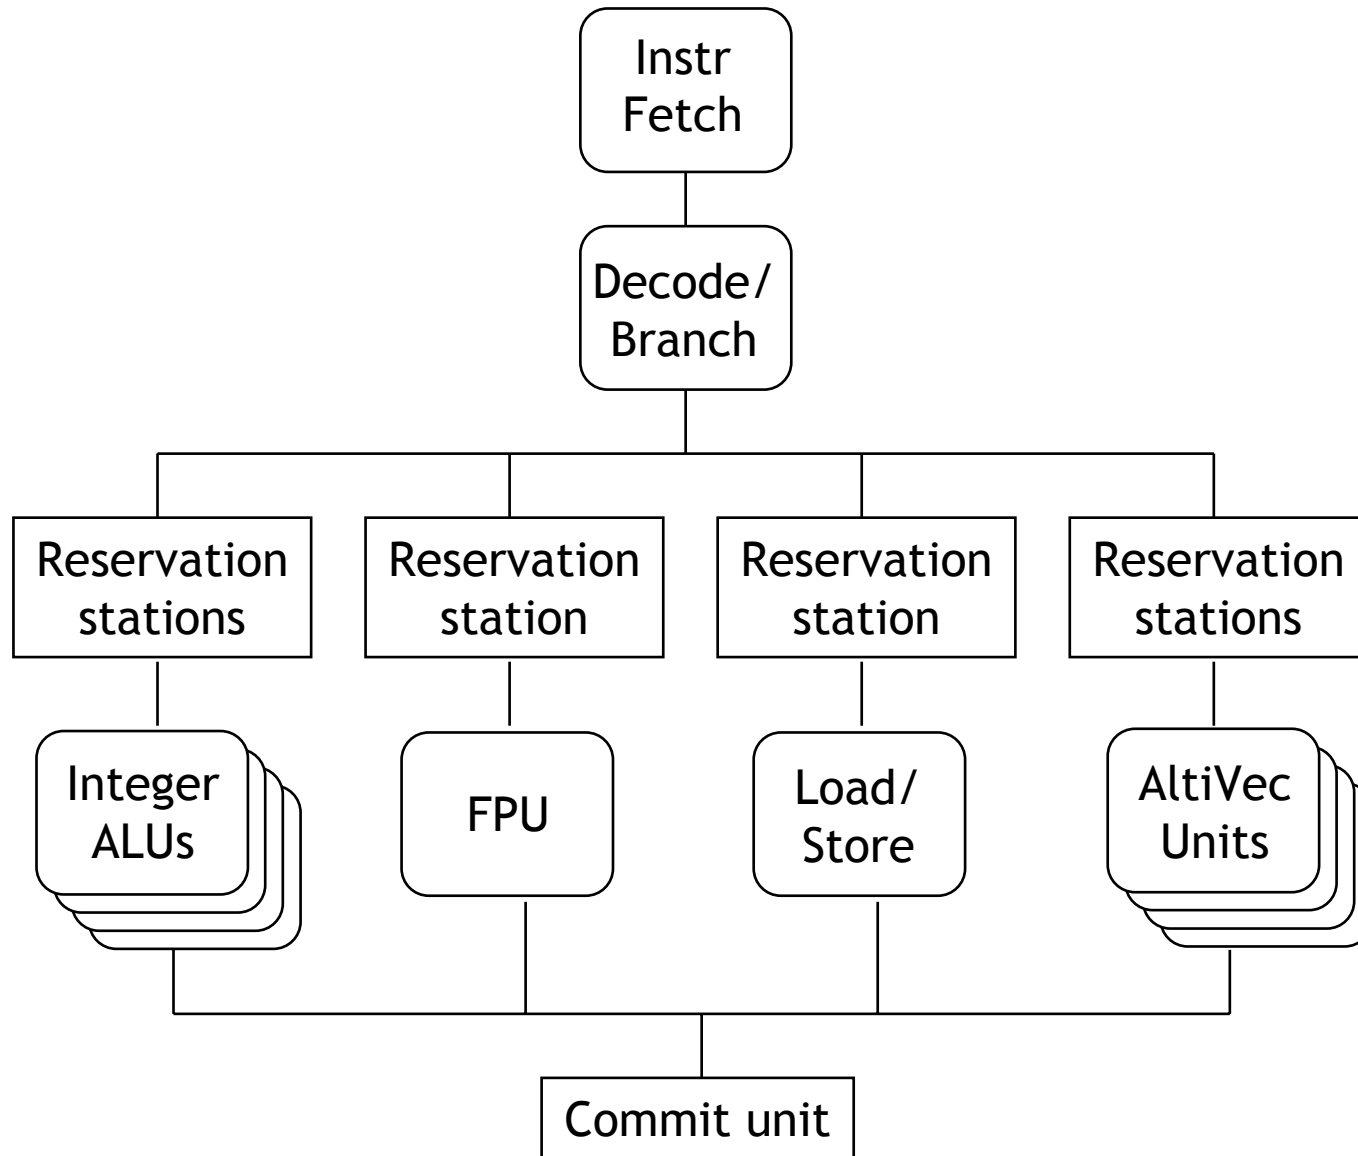 Instr
Fetch
Decode/
Branch
Reservation
stations
Reservation
station
Reservation
station
Reservation
stations
Integer
ALUs
FPU
Load/
Store
AltiVec
Units
Commit unit